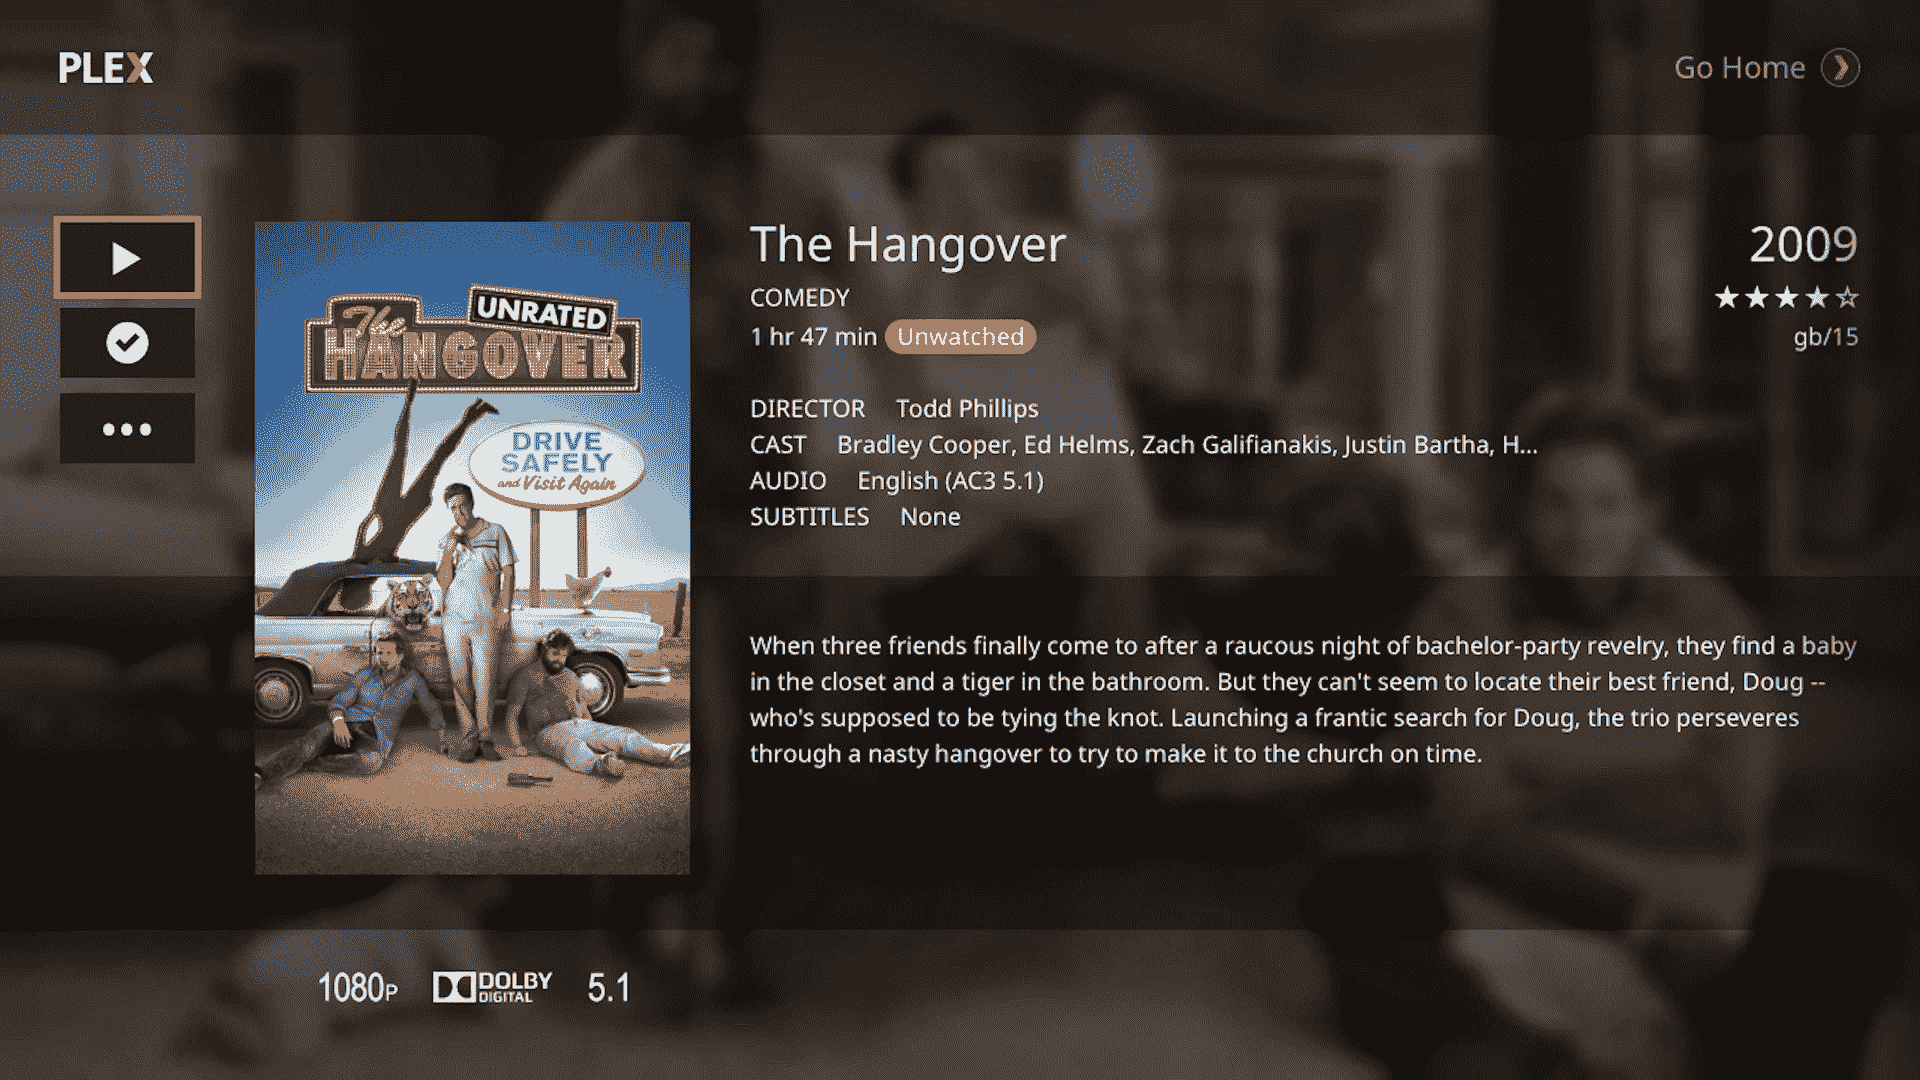 PLEX
Go Home
The Hangover
2009
COMEDY
1 hr 47 min Unwatched
gb/15
DIRECTOR Todd Phillips
CAST Bradley Cooper, Ed Helms, Zach Galifianakis, Justin Bartha, H...
AUDIO English (AC3 5.1)
SUBTITLES None
UNRATED
The
HANGOVER
DRIVE
SAFELY
and Visit Again
When three friends finally come to after a raucous night of bachelor-party revelry, they find a baby
in the closet and a tiger in the bathroom. But they can't seem to locate their best friend, Doug --
who's supposed to be tying the knot. Launching a frantic search for Doug, the trio perseveres
through a nasty hangover to try to make it to the church on time.
1080P DOLBY DIGITAL 5.1